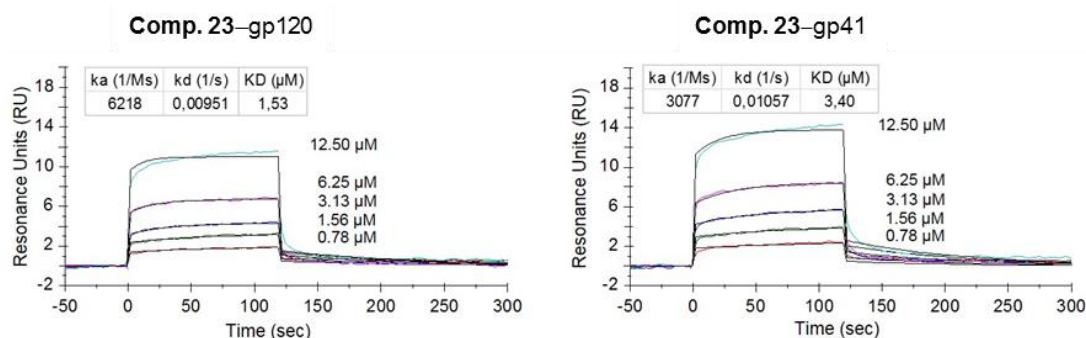 Comp. 23–gp120
ka (1/Ms) kd (1/s) KD (µM)
6218 0,00951 1,53
Resonance Units (RU)
18
14
10
6
2
-2
12.50 µM
6.25 µM
3.13 µM
1.56 µM
0.78 µM
-50 0 50 100 150 200 250 300
Time (sec)
Comp. 23–gp41
ka (1/Ms) kd (1/s) KD (µM)
3077 0,01057 3,40
Resonance Units (RU)
18
14
10
6
2
-2
12.50 µM
6.25 µM
3.13 µM
1.56 µM
0.78 µM
-50 0 50 100 150 200 250 300
Time (sec)